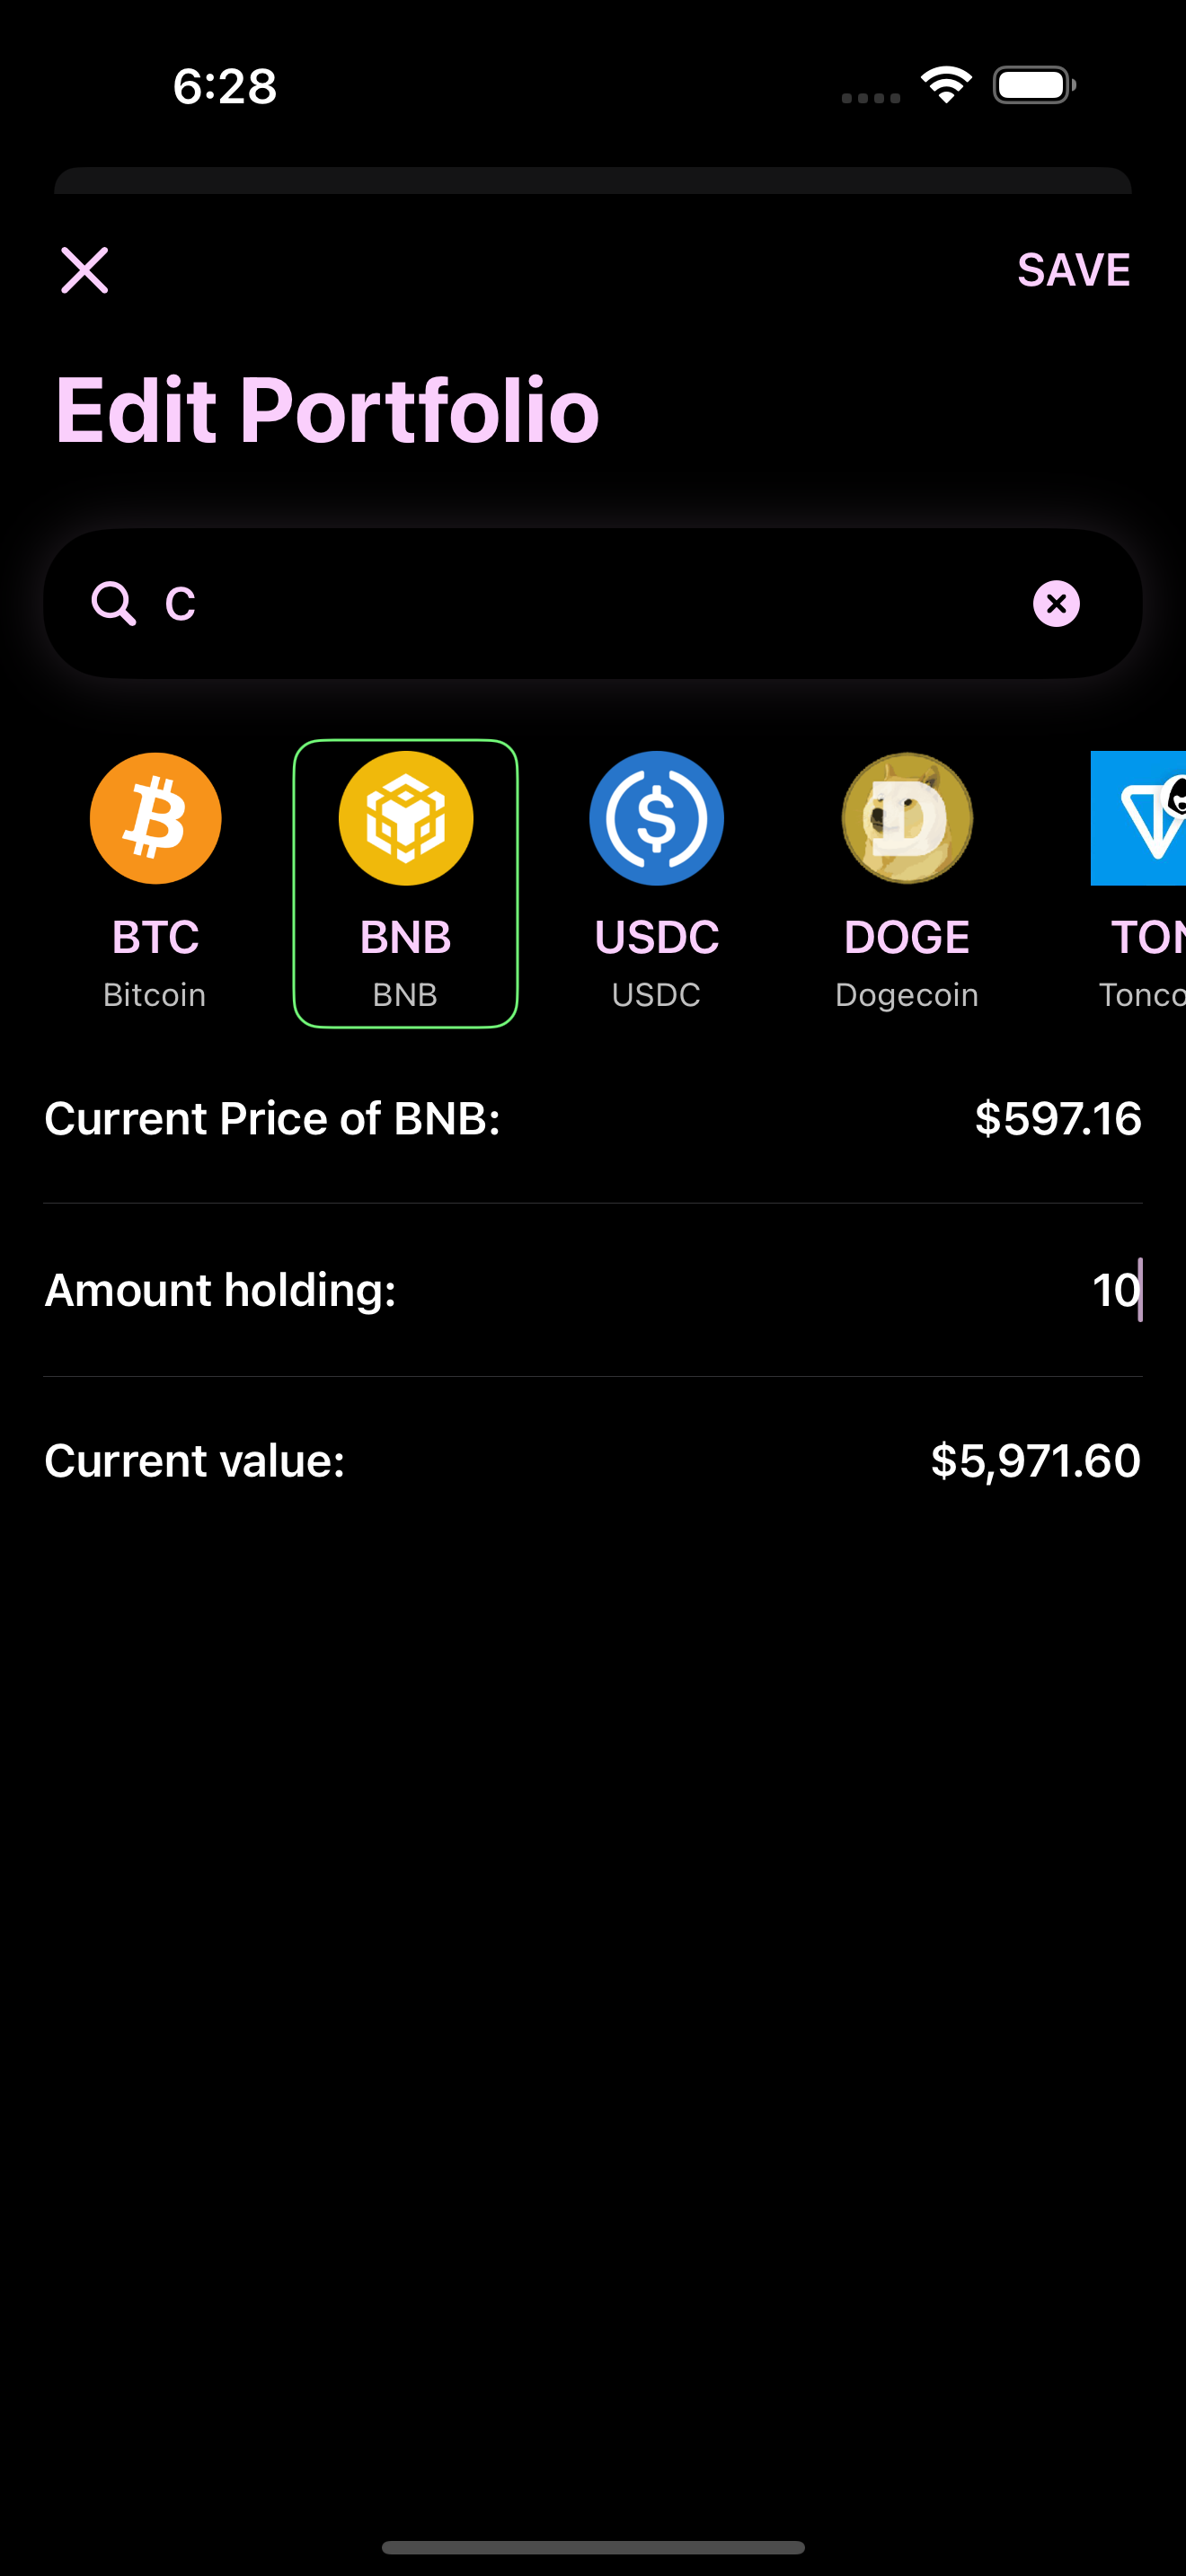 6:28
SAVE
Edit Portfolio
C
BTC BNB USDC DOGE TON
Bitcoin BNB USDC Dogecoin Tonco
Current Price of BNB: $597.16
Amount holding: 10
Current value: $5,971.60